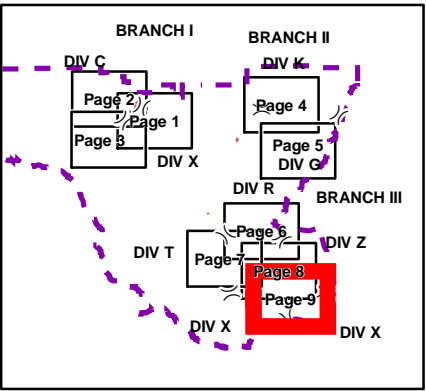 BRANCH I
BRANCH II
DIV C
DIV K
Page 2
Page 4
Page 1
Page 3
Page 5
DIV X
DIV G
DIV R
BRANCH III
Page 6
DIV Z
DIV T
Page 7
Page 8
Page 9
DIV X
DIV X